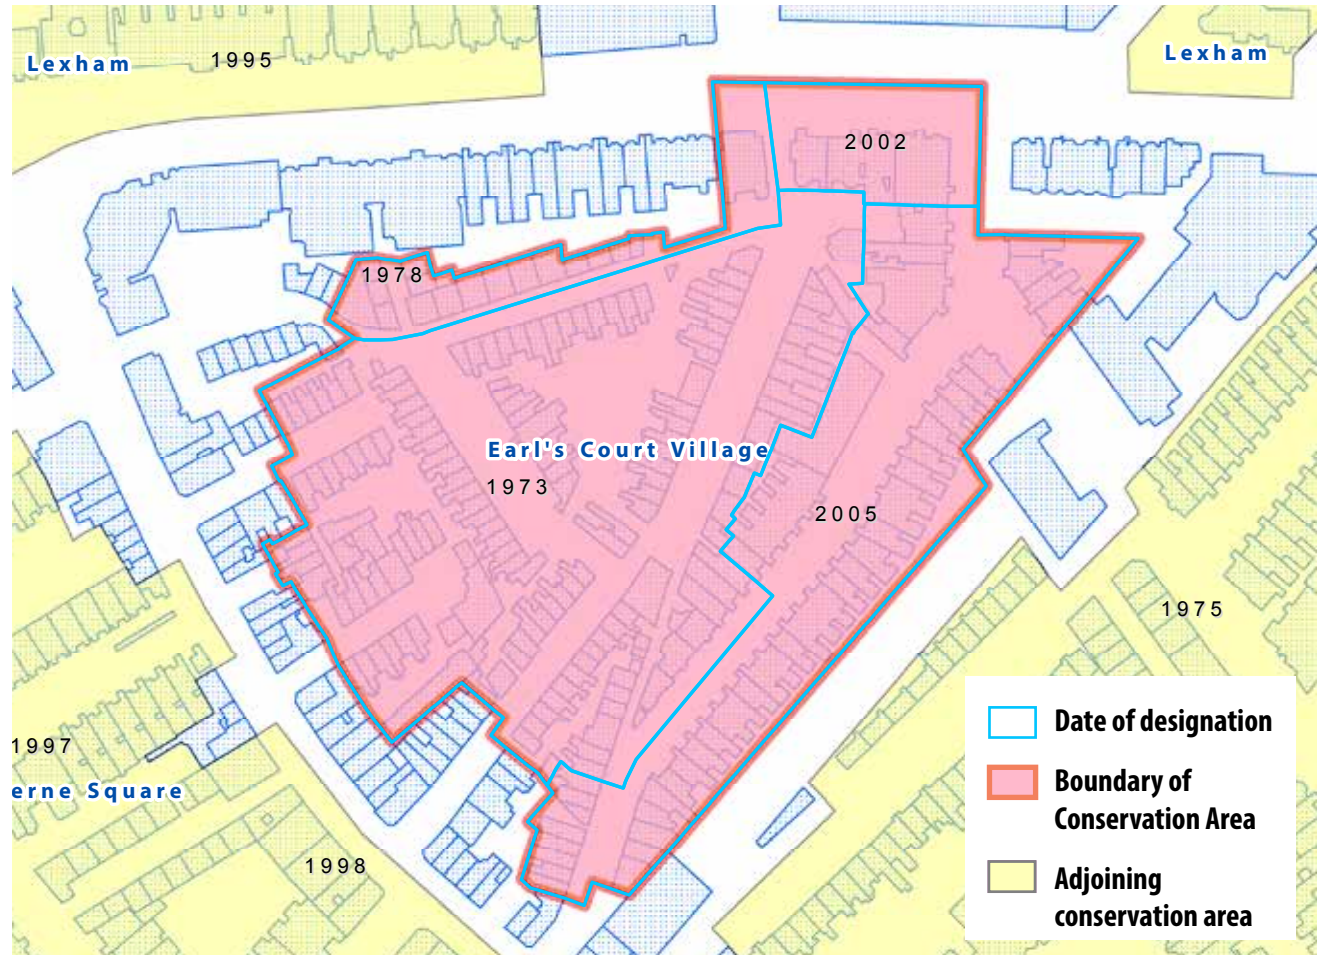 Lexham
1995
Lexham
2002
1978
Earl's Court Village
1973
2005
1975
1997
erne Square
1998
Date of designation
Boundary of
Conservation Area
Adjoining
conservation area